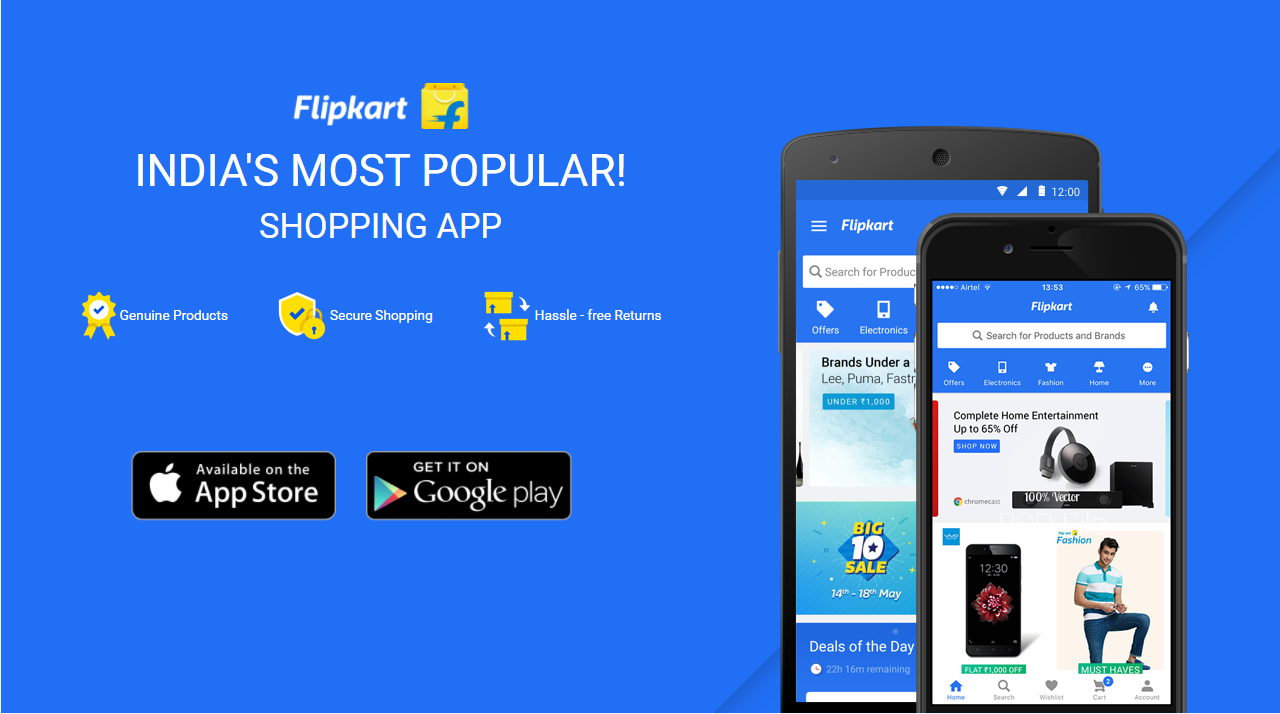 Flipkart
INDIA'S MOST POPULAR!
SHOPPING APP
Genuine Products
Secure Shopping
Hassle - free Returns
Available on the
App Store
GET IT ON
Google play
12:00
Flipkart
Search for Produc
Offers
Electronics
Brands Under a
Lee, Puma, Fastr
UNDER ₹1,000
BIG
10
SALE
14th - 18th May
Deals of the Day
22h 16m remaining
Airtel 13:53 65%
Flipkart
Search for Products and Brands
Offers Electronics Fashion Home More
Complete Home Entertainment
Up to 65% Off
SHOP NOW
chromecast
100% Vector
vivo
12:30
FLAT ₹1,000 OFF
Flipkart
Fashion
MUST HAVES
2
Home Search Wishlist Cart Account